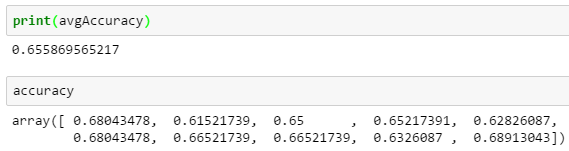 print(avgAccuracy)
0.655869565217
accuracy
array([ 0.68043478,  0.61521739,  0.65      ,  0.65217391,  0.62826087,
        0.68043478,  0.66521739,  0.66521739,  0.6326087 ,  0.68913043])